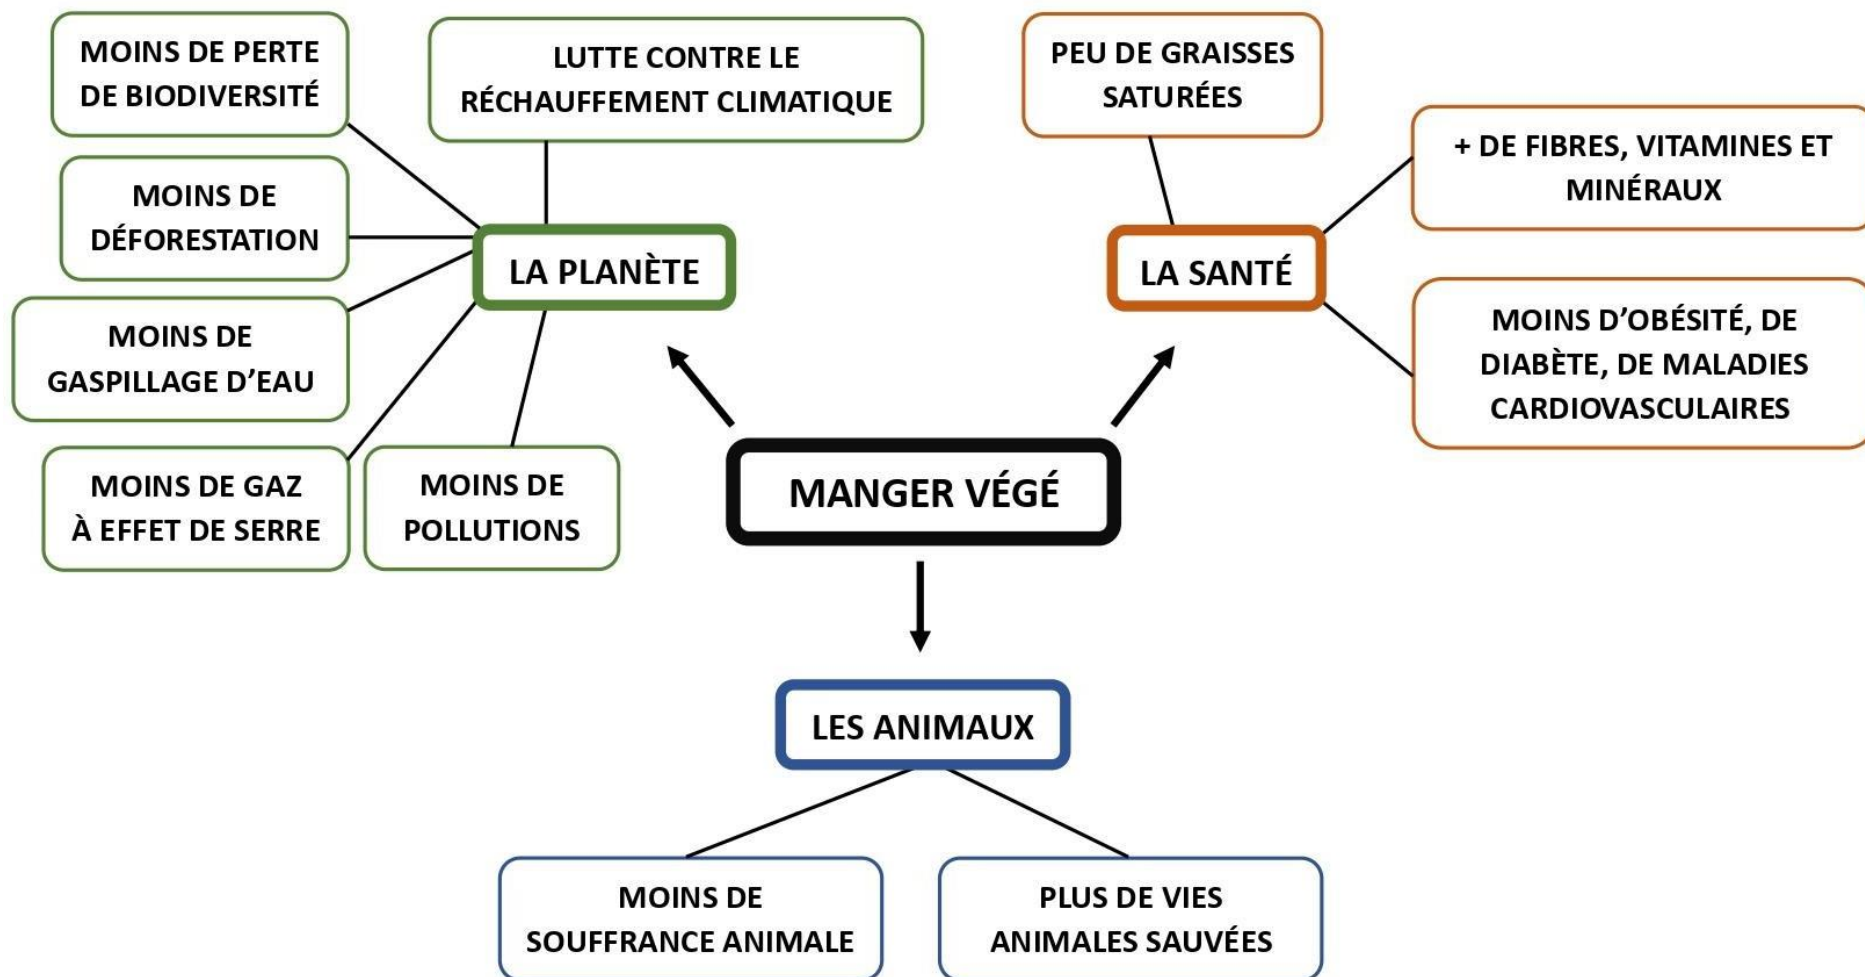 MOINS DE PERTE
DE BIODIVERSITÉ
LUTTE CONTRE LE
RÉCHAUFFEMENT CLIMATIQUE
PEU DE GRAISSES
SATURÉES
+ DE FIBRES, VITAMINES ET
MINÉRAUX
MOINS DE
DÉFORESTATION
LA PLANÈTE
LA SANTÉ
MOINS DE
GASPILLAGE D’EAU
MOINS D’OBÉSITÉ, DE
DIABÈTE, DE MALADIES
CARDIOVASCULAIRES
MOINS DE GAZ
À EFFET DE SERRE
MOINS DE
POLLUTIONS
MANGER VÉGÉ
LES ANIMAUX
MOINS DE
SOUFFRANCE ANIMALE
PLUS DE VIES
ANIMALES SAUVÉES